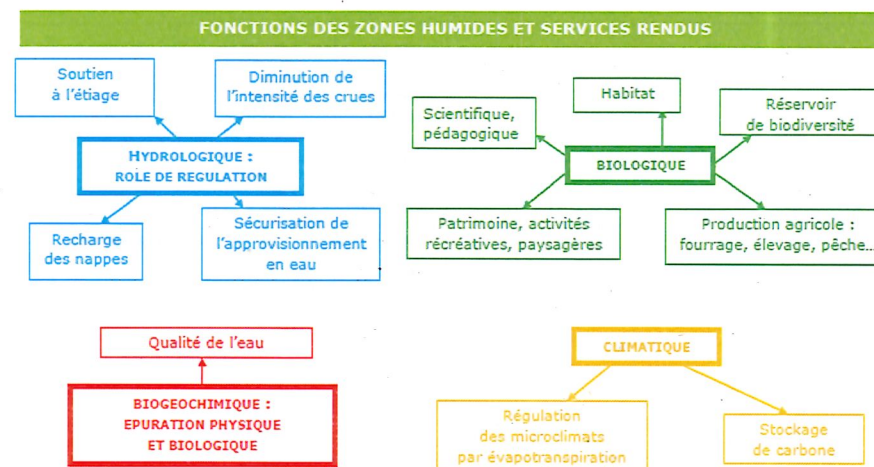 FONCTIONS DES ZONES HUMIDES ET SERVICES RENDUS
Soutien
à l'étiage
Diminution de
l'intensité des crues
HYDROLOGIQUE :
ROLE DE REGULATION
Recharge
des nappes
Sécurisation de
l'approvisionnement
en eau
Scientifique,
pédagogique
Habitat
Réservoir
de biodiversité
BIOLOGIQUE
Patrimoine, activités
récréatives, paysagères
Production agricole :
fourrage, élevage, pêche...
Qualité de l'eau
BIOGEOCHIMIQUE :
EPURATION PHYSIQUE
ET BIOLOGIQUE
CLIMATIQUE
Régulation
des microclimats
par évapotranspiration
Stockage
de carbone